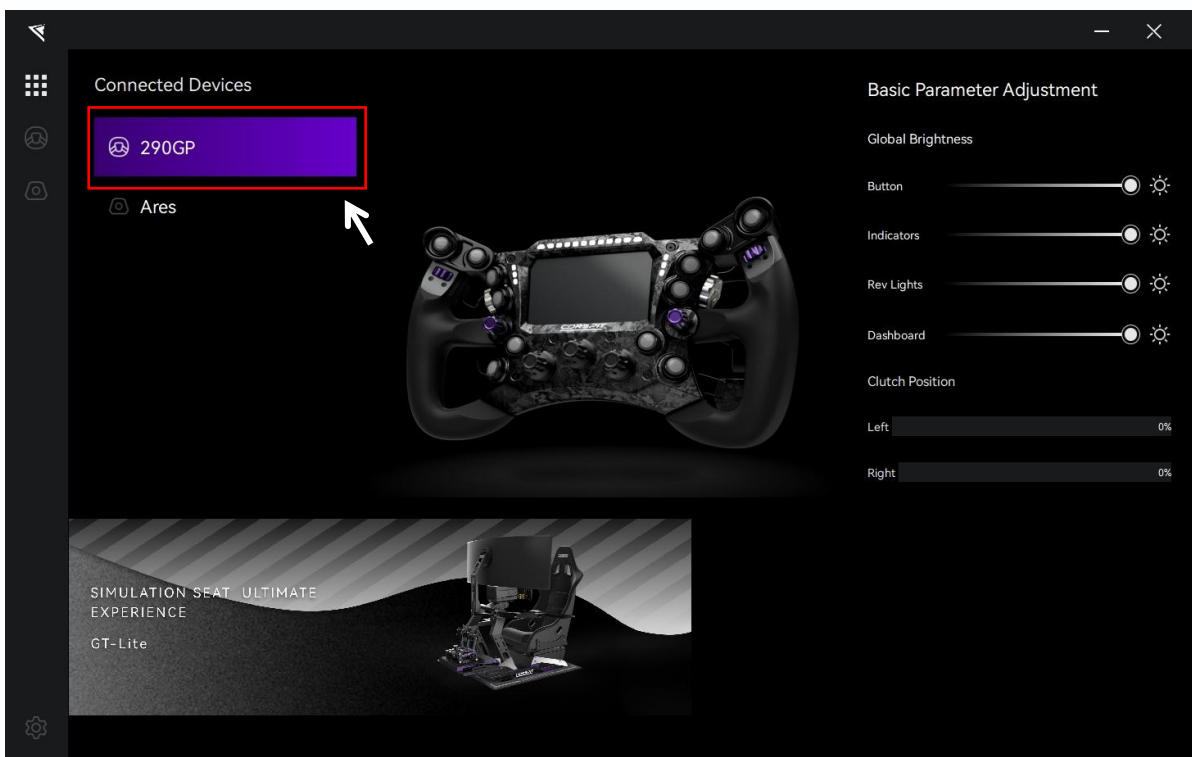 Connected Devices
290GP
Ares
CONSPIT
Basic Parameter Adjustment
Global Brightness
Button
Indicators
Rev Lights
Dashboard
Clutch Position
Left 0%
Right 0%
SIMULATION SEAT ULTIMATE
EXPERIENCE
GT-Lite